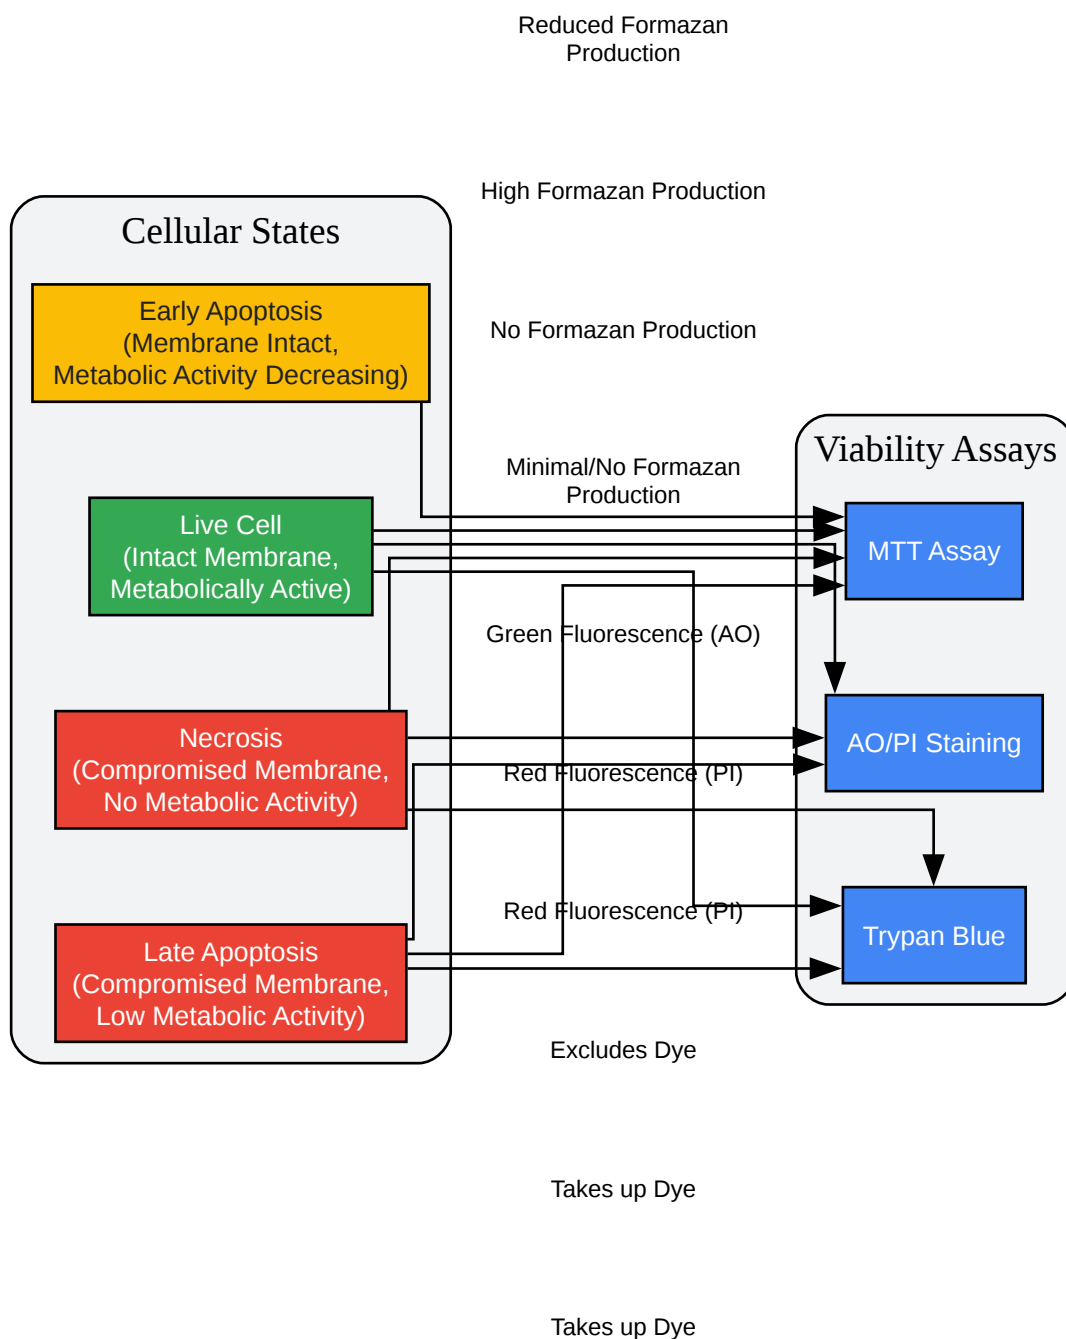 Reduced Formazan
Production
High Formazan Production
Cellular States
Early Apoptosis
(Membrane Intact,
Metabolic Activity Decreasing)
No Formazan Production
Viability Assays
Minimal/No Formazan
Production
Live Cell
(Intact Membrane,
Metabolically Active)
MTT Assay
Green Fluorescence (AO)
Necrosis
(Compromised Membrane,
No Metabolic Activity)
AO/PI Staining
Red Fluorescence (PI)
Red Fluorescence (PI)
Trypan Blue
Late Apoptosis
(Compromised Membrane,
Low Metabolic Activity)
Excludes Dye
Takes up Dye
Takes up Dye